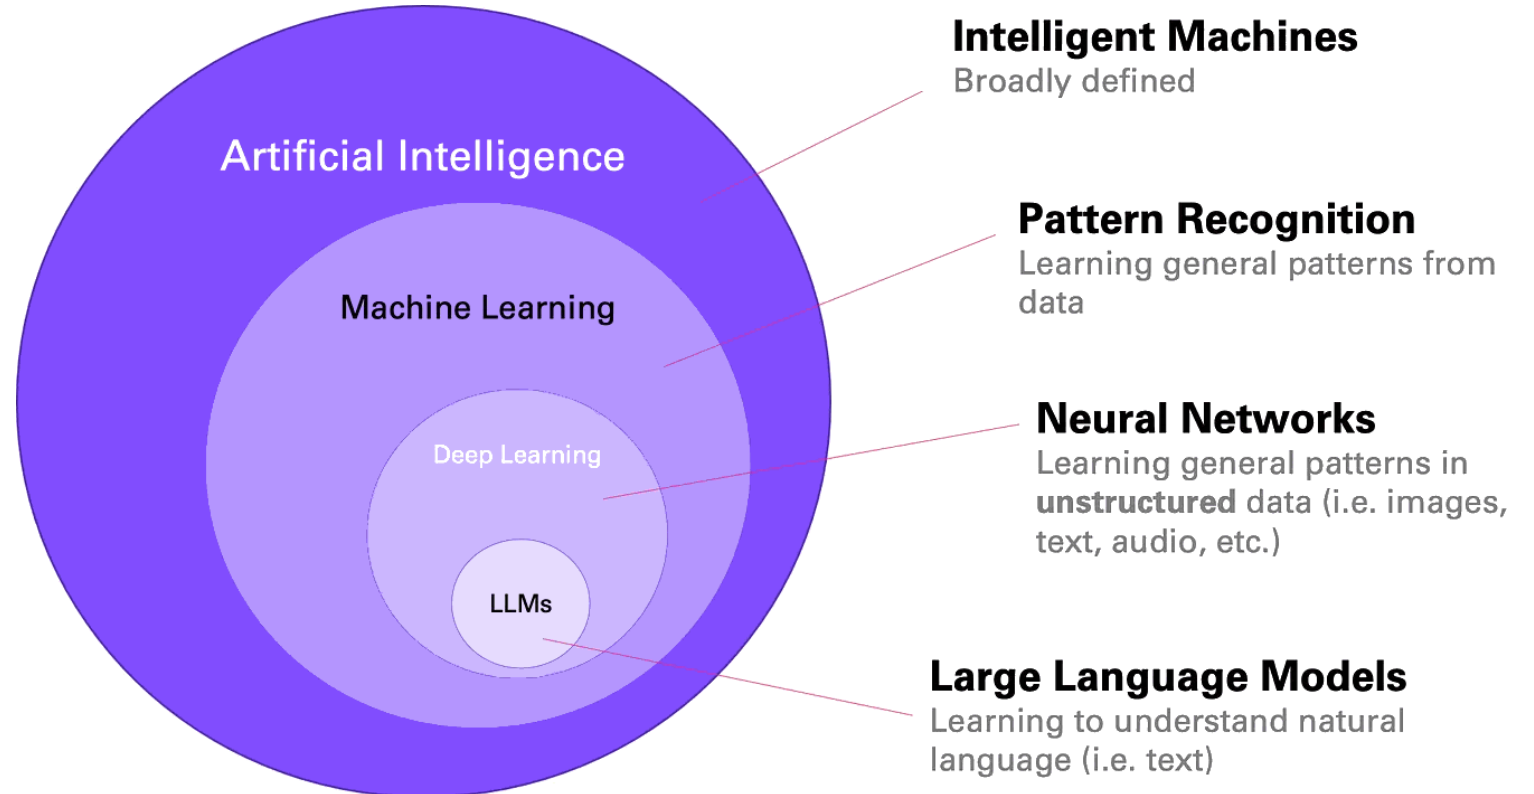 Intelligent Machines
Broadly defined
Artificial Intelligence
Pattern Recognition
Learning general patterns from
data
Machine Learning
Neural Networks
Learning general patterns in
unstructured data (i.e. images,
text, audio, etc.)
Deep Learning
LLMs
Large Language Models
Learning to understand natural
language (i.e. text)